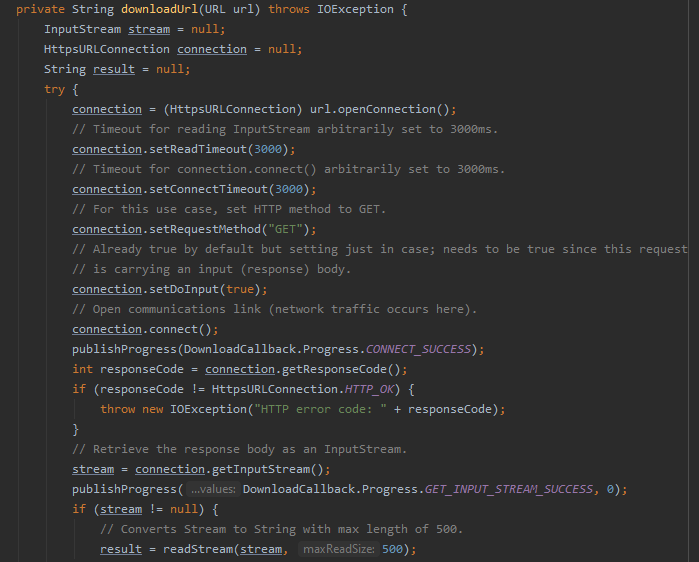 private String downloadUrl(URL url) throws IOException {
InputStream stream = null;
HttpsURLConnection connection = null;
String result = null;
try {
connection = (HttpsURLConnection) url.openConnection();
// Timeout for reading InputStream arbitrarily set to 3000ms.
connection.setReadTimeout(3000);
// Timeout for connection.connect() arbitrarily set to 3000ms.
connection.setConnectTimeout(3000);
// For this use case, set HTTP method to GET.
connection.setRequestMethod("GET");
// Already true by default but setting just in case; needs to be true since this request
// is carrying an input (response) body.
connection.setDoInput(true);
// Open communications link (network traffic occurs here).
connection.connect();
publishProgress(DownloadCallback.Progress.CONNECT_SUCCESS);
int responseCode = connection.getResponseCode();
if (responseCode != HttpsURLConnection.HTTP_OK) {
throw new IOException("HTTP error code: " + responseCode);
}
// Retrieve the response body as an InputStream.
stream = connection.getInputStream();
publishProgress( ...values: DownloadCallback.Progress.GET_INPUT_STREAM_SUCCESS, 0);
if (stream != null) {
// Converts Stream to String with max length of 500.
result = readStream(stream, maxReadSize: 500);